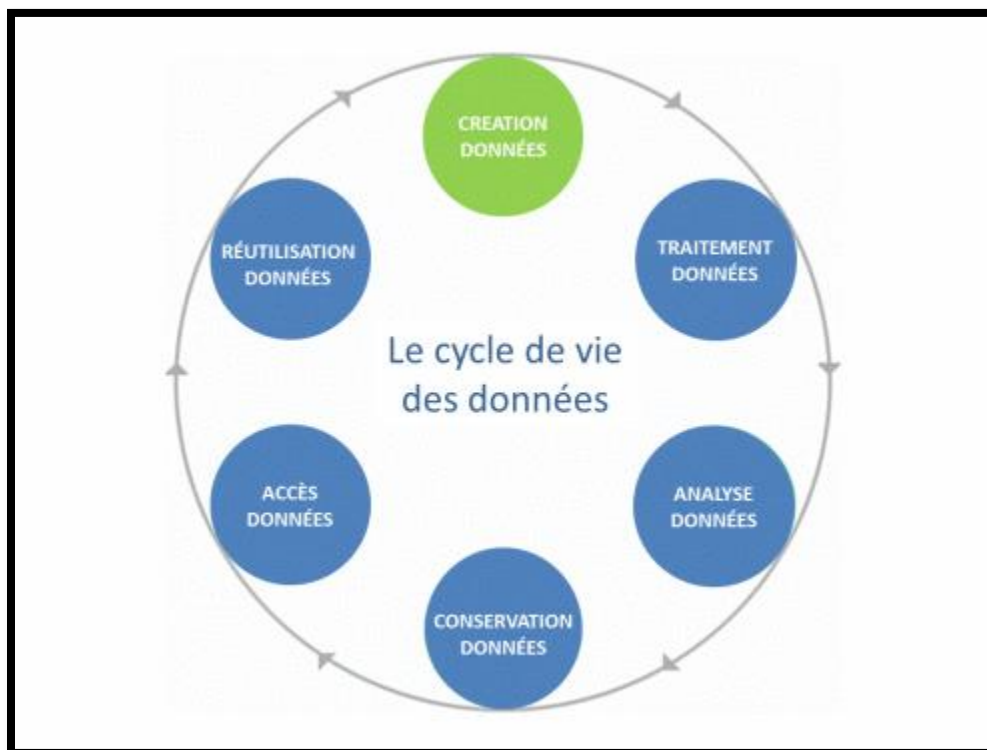 CREATION
DONNÉES
TRAITEMENT
DONNÉES
ANALYSE
DONNÉES
CONSERVATION
DONNÉES
ACCÈS
DONNÉES
RÉUTILISATION
DONNÉES
Le cycle de vie
des données